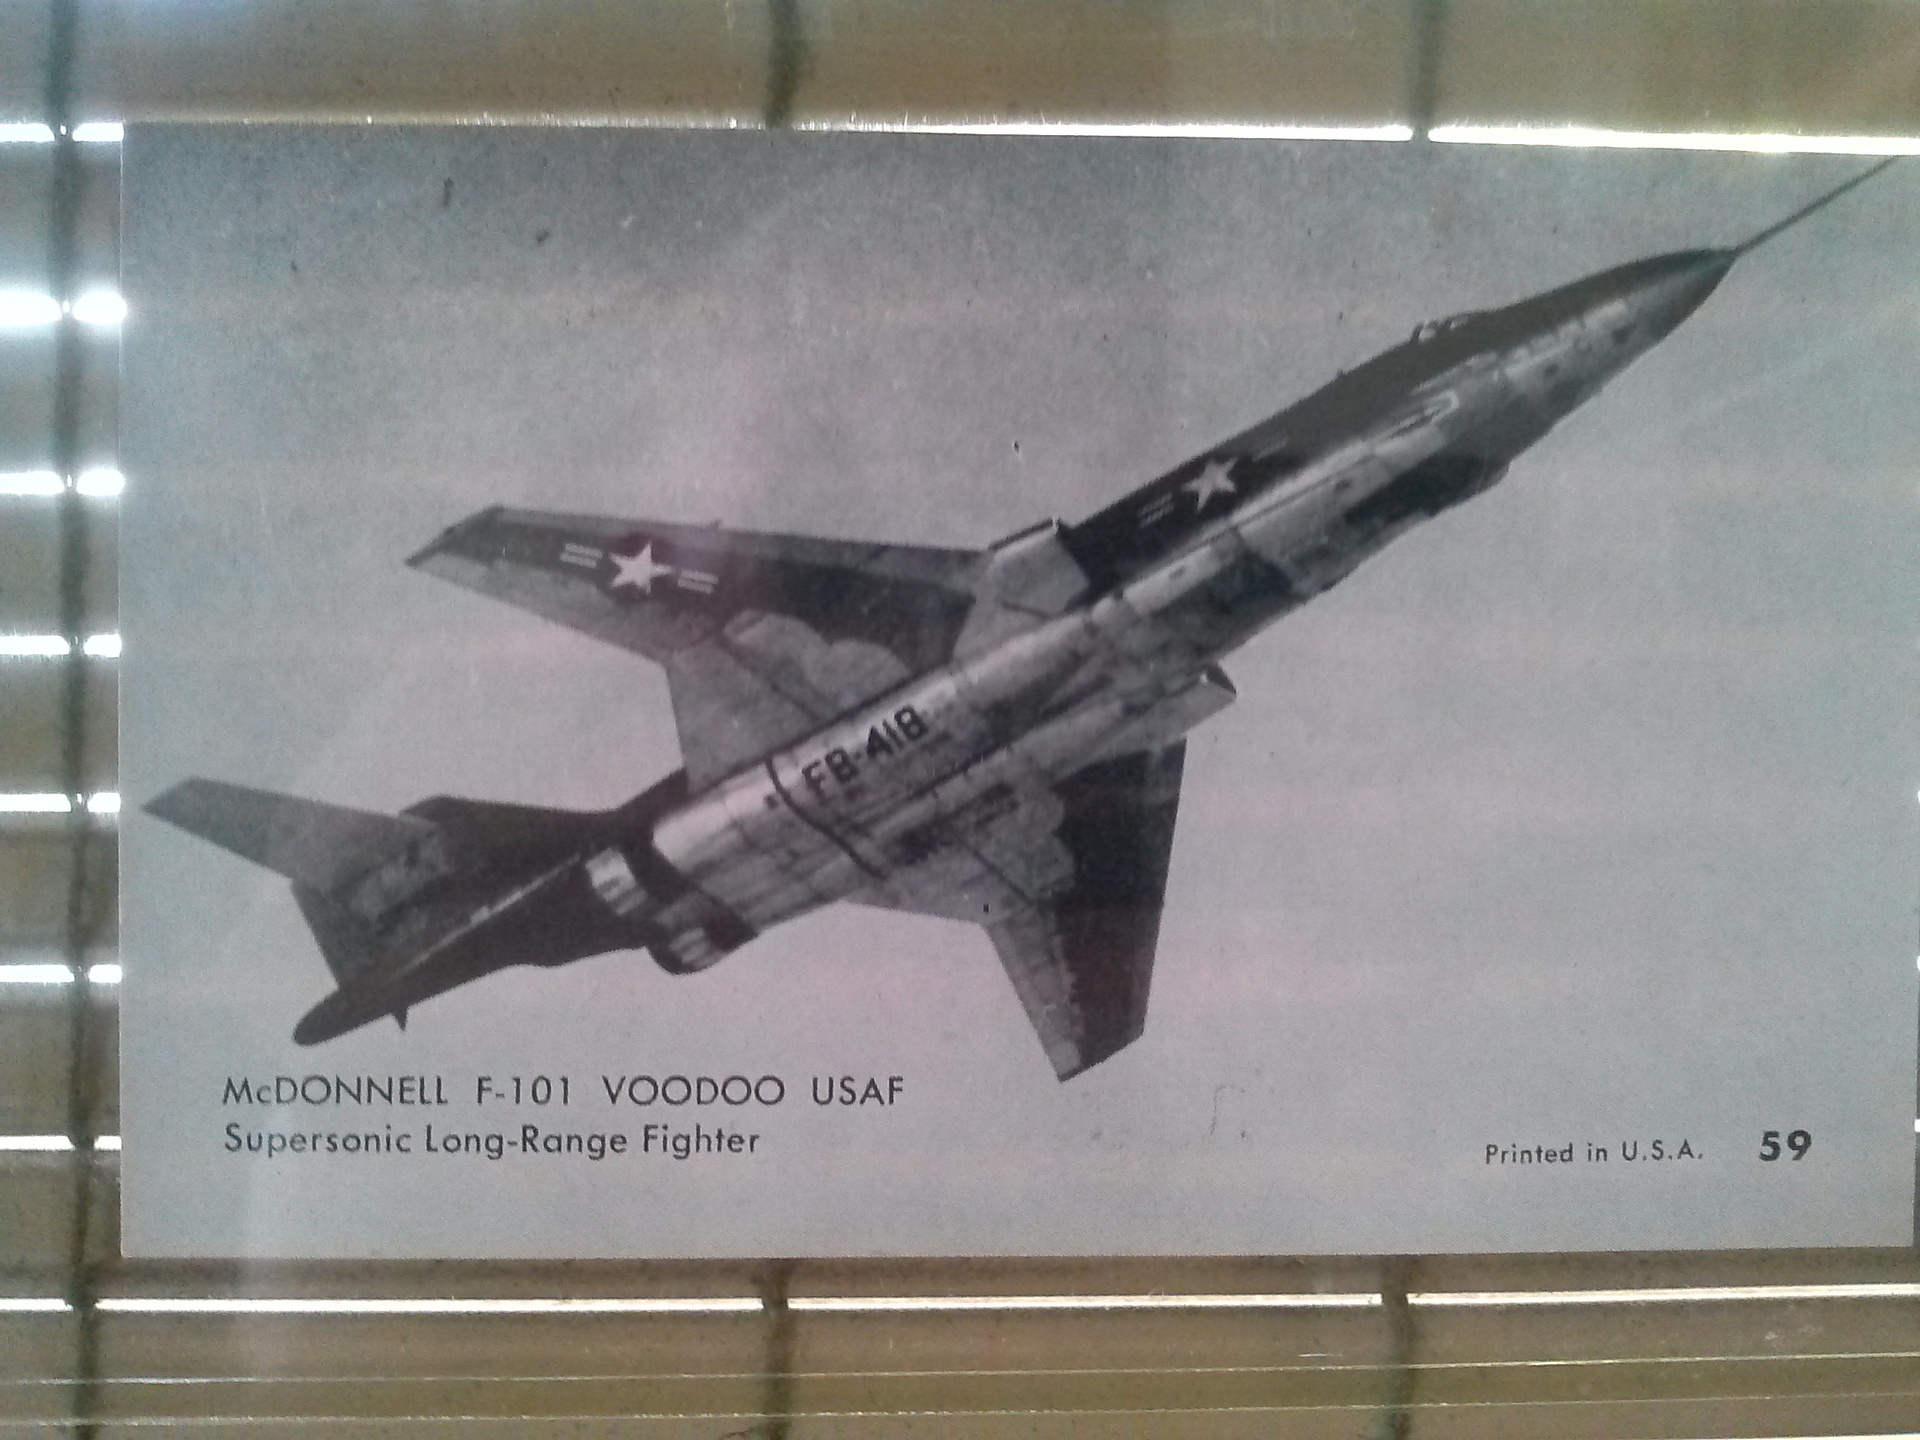 FB-418
McDONNELL F-101 VOODOO USAF
Supersonic Long-Range Fighter
Printed in U.S.A. 59